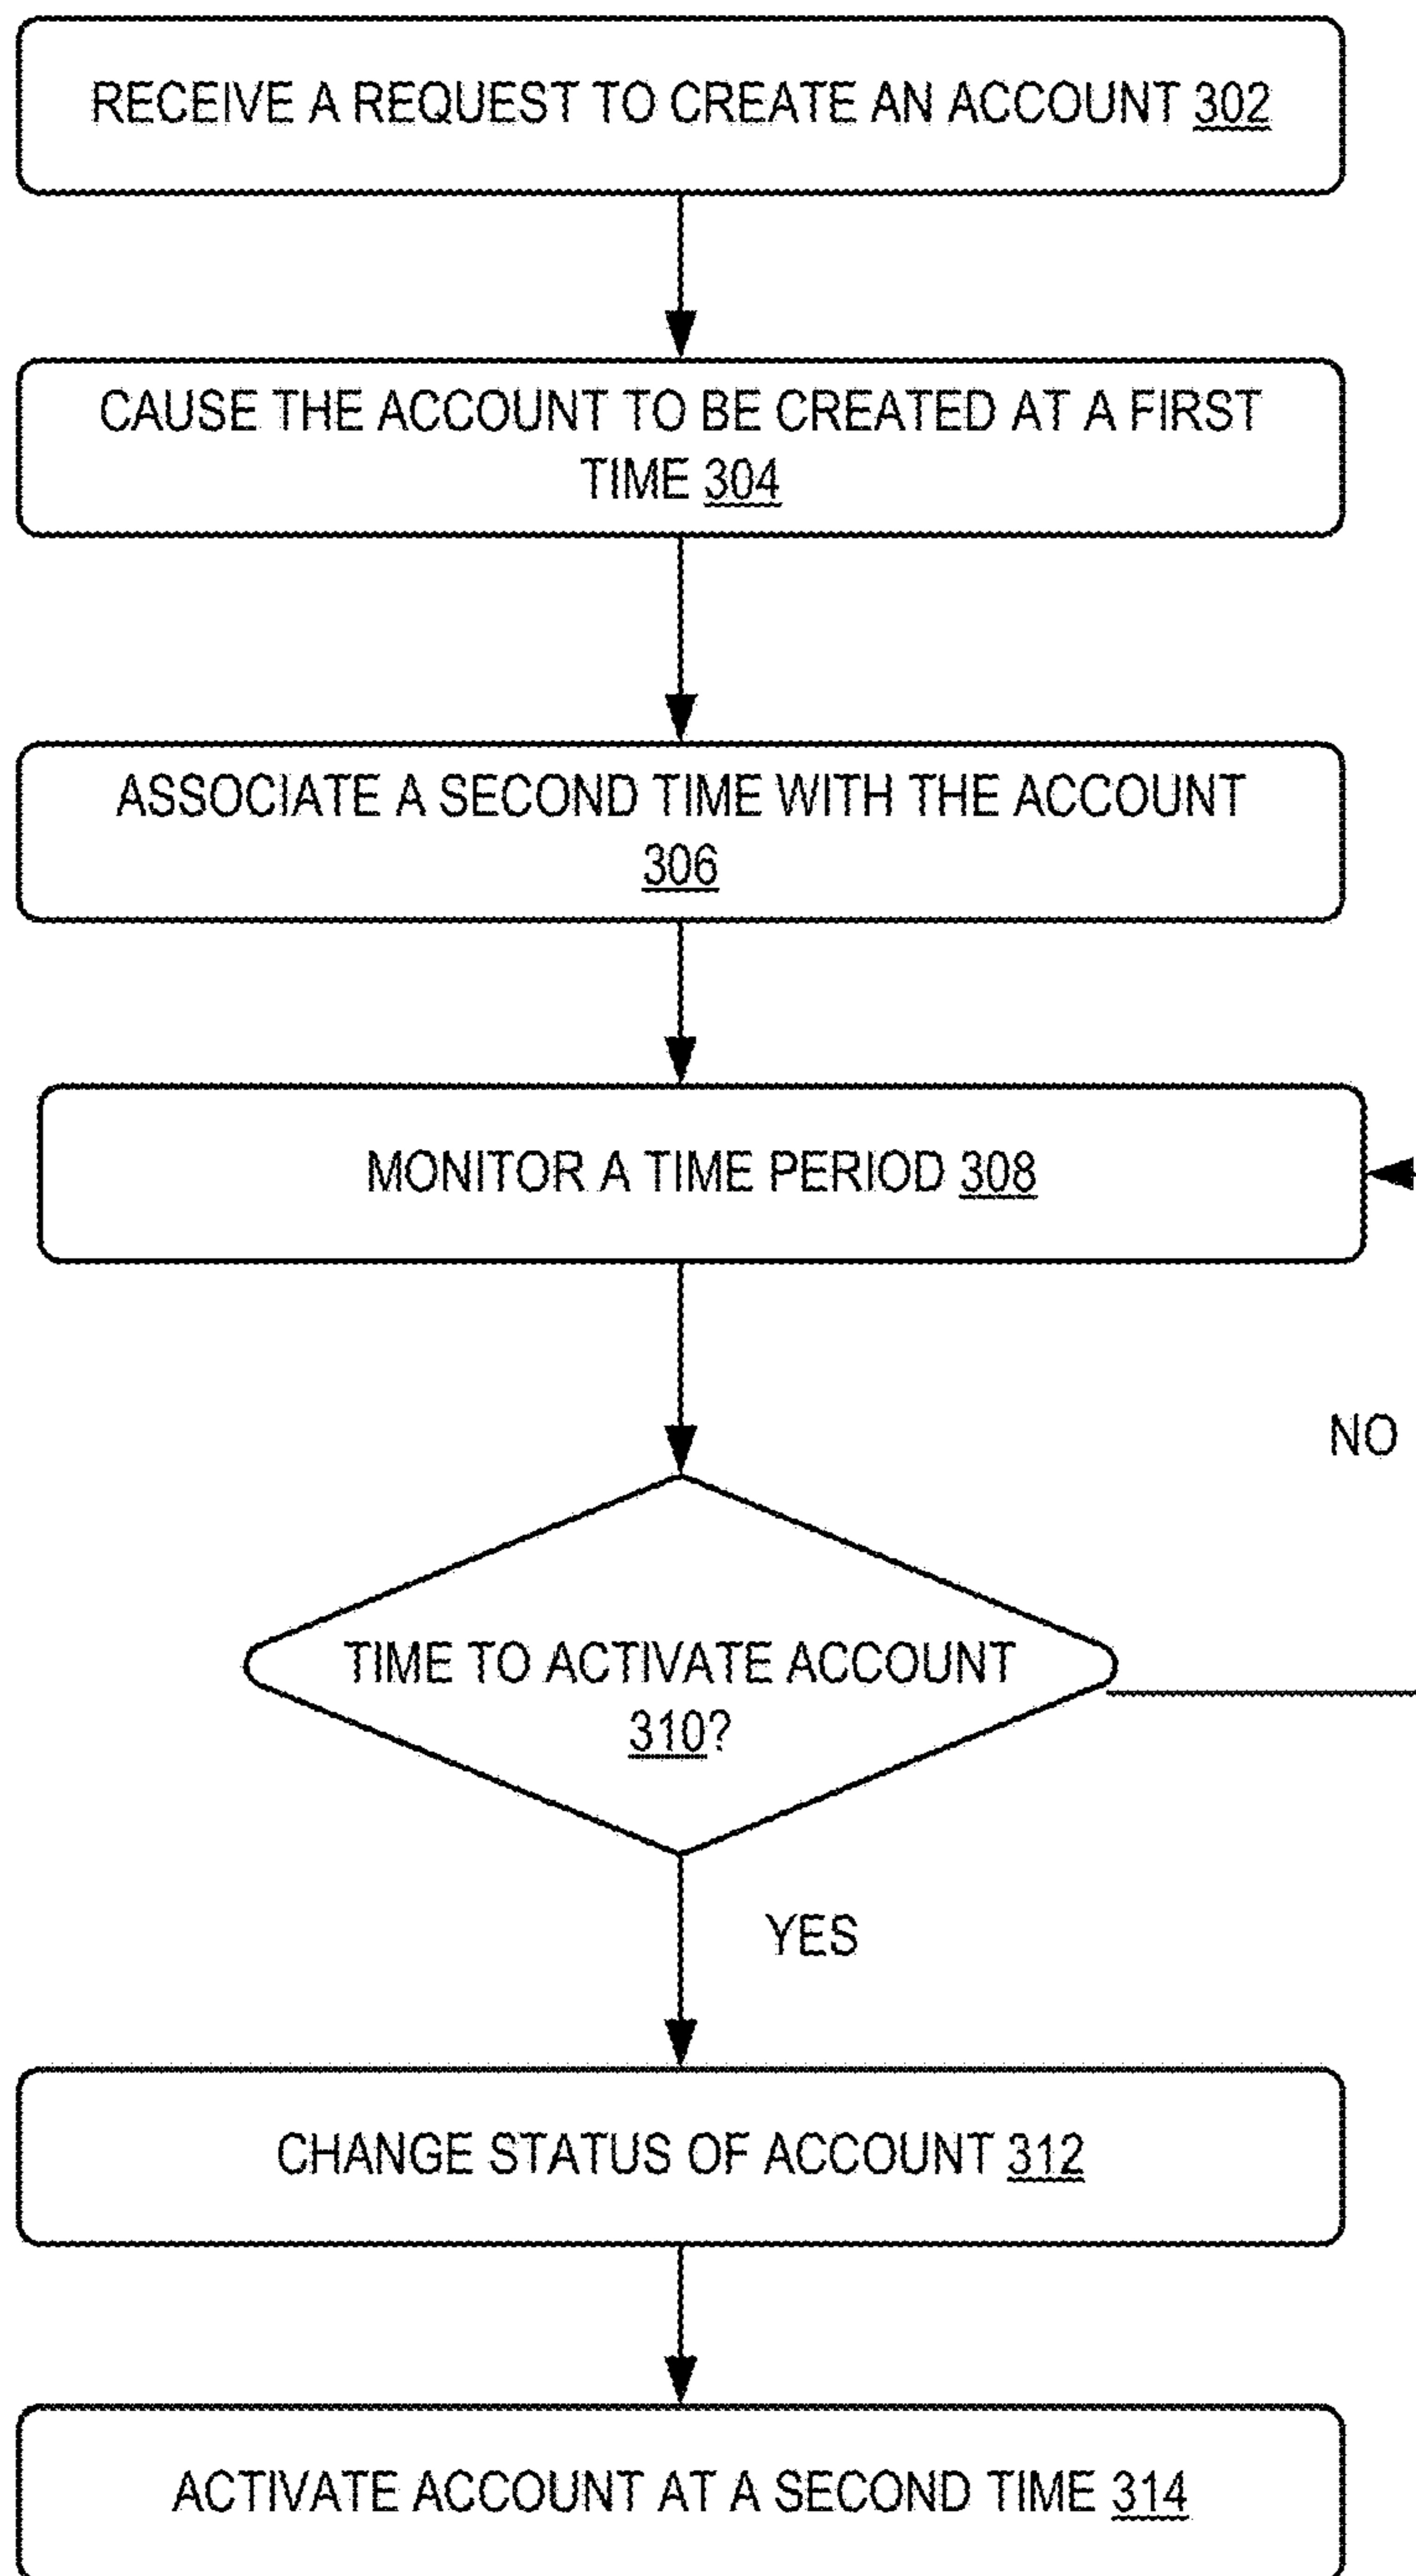 RECEIVE A REQUEST TO CREATE AN ACCOUNT 302
CAUSE THE ACCOUNT TO BE CREATED AT A FIRST
TIME 304
ASSOCIATE A SECOND TIME WITH THE ACCOUNT
306
MONITOR A TIME PERIOD 308
NO
TIME TO ACTIVATE ACCOUNT
310?
YES
CHANGE STATUS OF ACCOUNT 312
ACTIVATE ACCOUNT AT A SECOND TIME 314